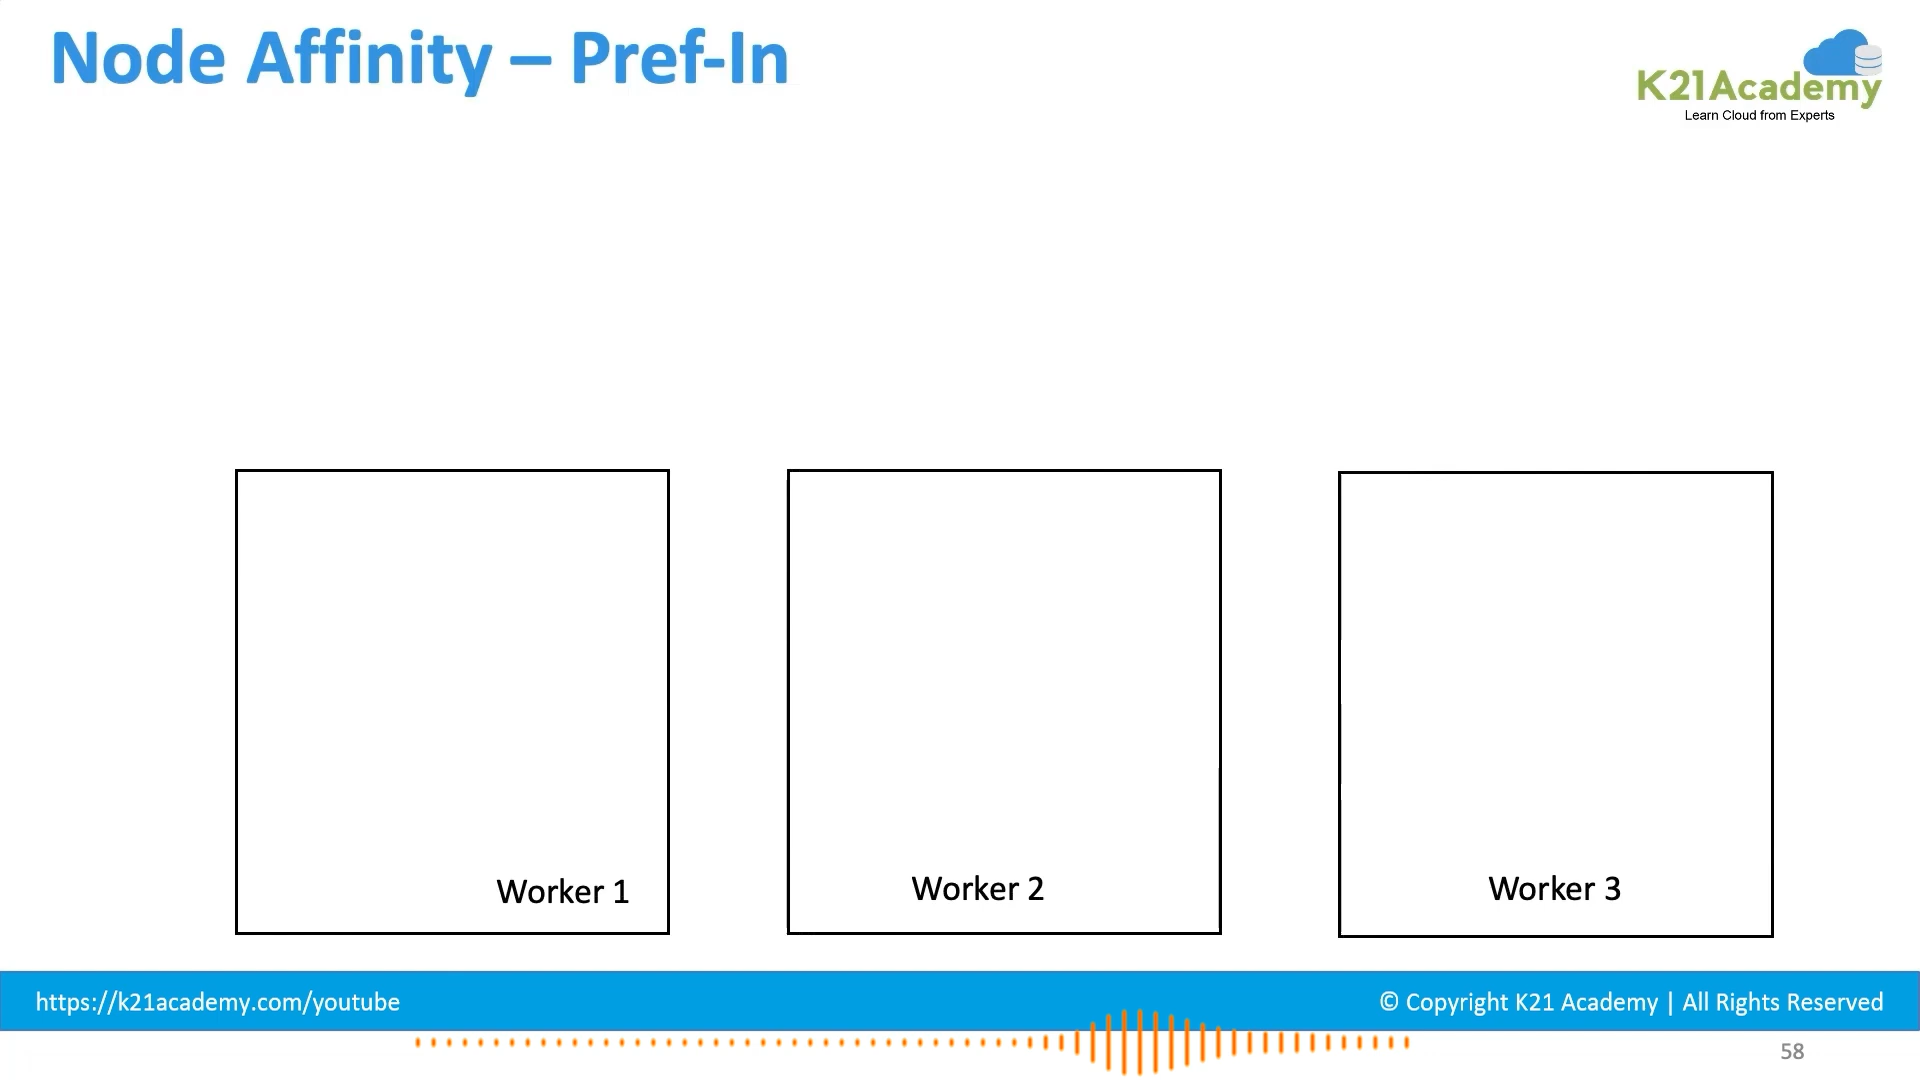 Node Affinity – Pref-In
K21Academy
Learn Cloud from Experts
Worker 1
Worker 2
Worker 3
https://k21academy.com/youtube
© Copyright K21 Academy | All Rights Reserved
58